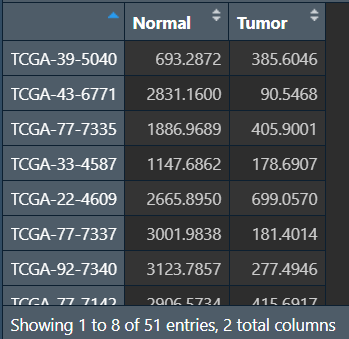 Normal Tumor
TCGA-39-5040 693.2872 385.6046
TCGA-43-6771 2831.1600 90.5468
TCGA-77-7335 1886.9689 405.9001
TCGA-33-4587 1147.6862 178.6907
TCGA-22-4609 2665.8950 699.0570
TCGA-77-7337 3001.9838 181.4014
TCGA-92-7340 3123.7857 277.4946
TCGA-77-7142 2906.5734 415.6917
Showing 1 to 8 of 51 entries, 2 total columns